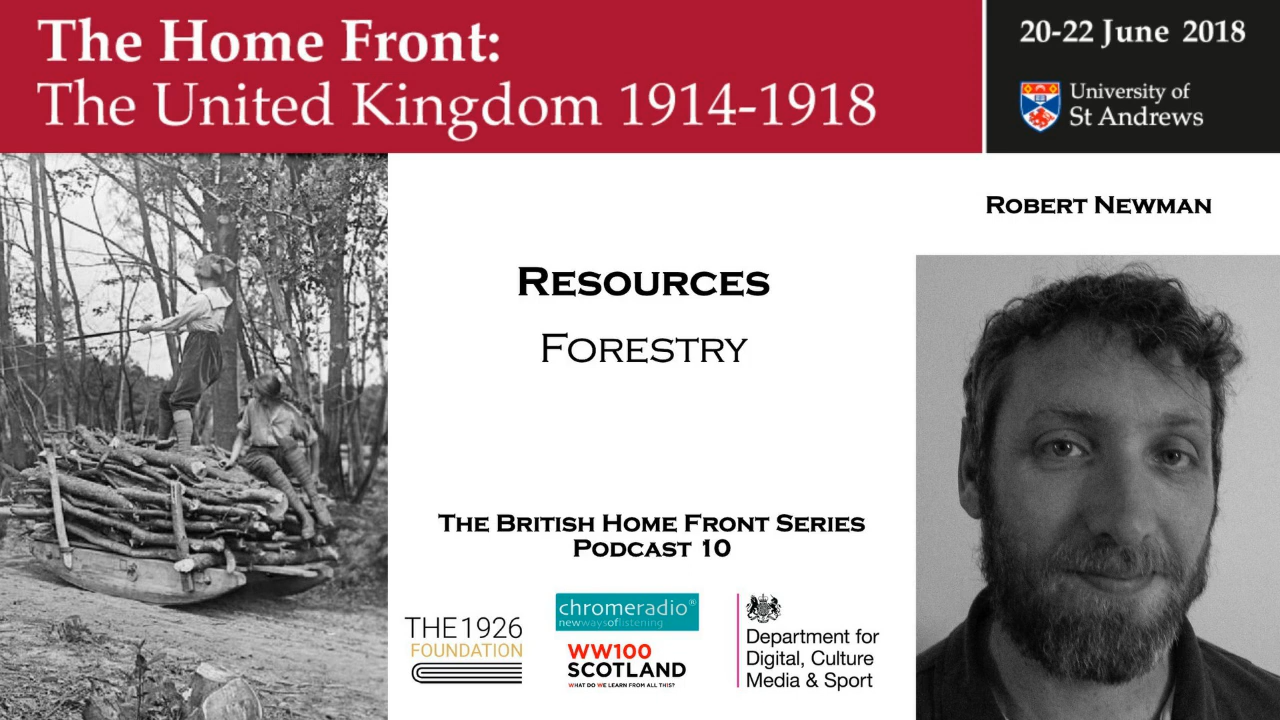 The Home Front:
The United Kingdom 1914-1918
20-22 June 2018
University of
St Andrews
ROBERT NEWMAN
RESOURCES
FORESTRY
THE BRITISH HOME FRONT SERIES
PODCAST 10
THE 1926
FOUNDATION
chromeradio®
newwaysoflistening
WW100
SCOTLAND
WHAT DO WE LEARN FROM ALL THIS?
Department for
Digital, Culture
Media & Sport